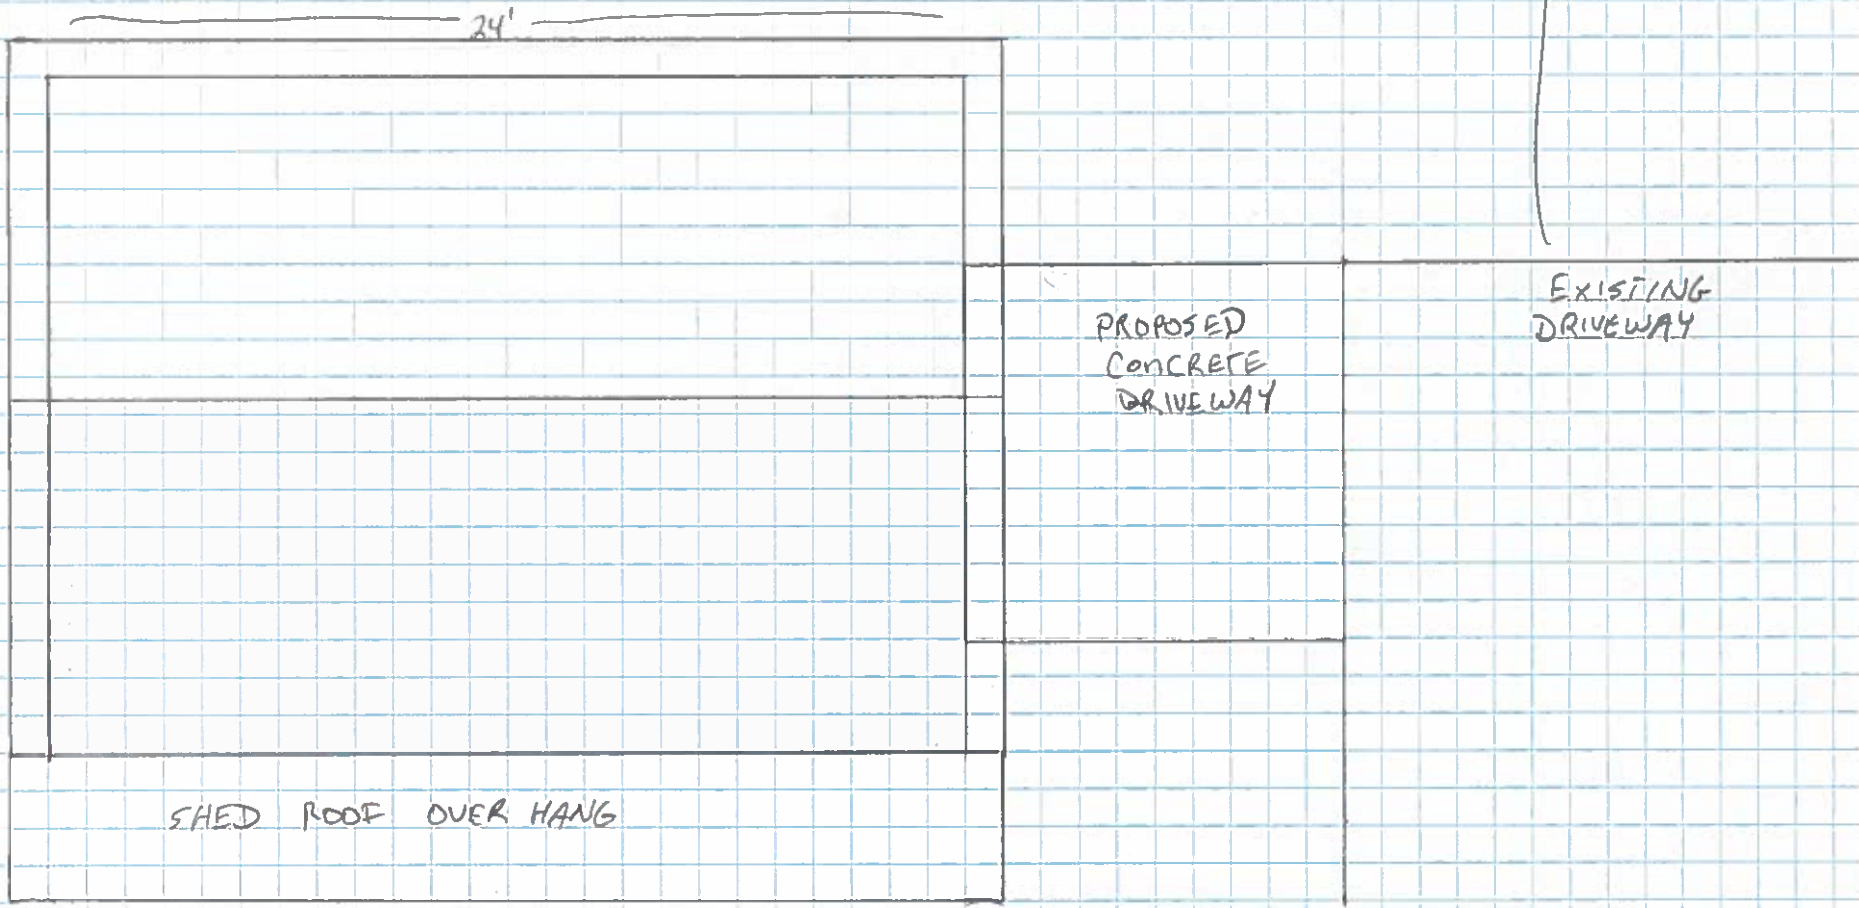 24'
EXISTING
DRIVEWAY
PROPOSED
CONCRETE
DRIVEWAY
SHED ROOF OVER HANG